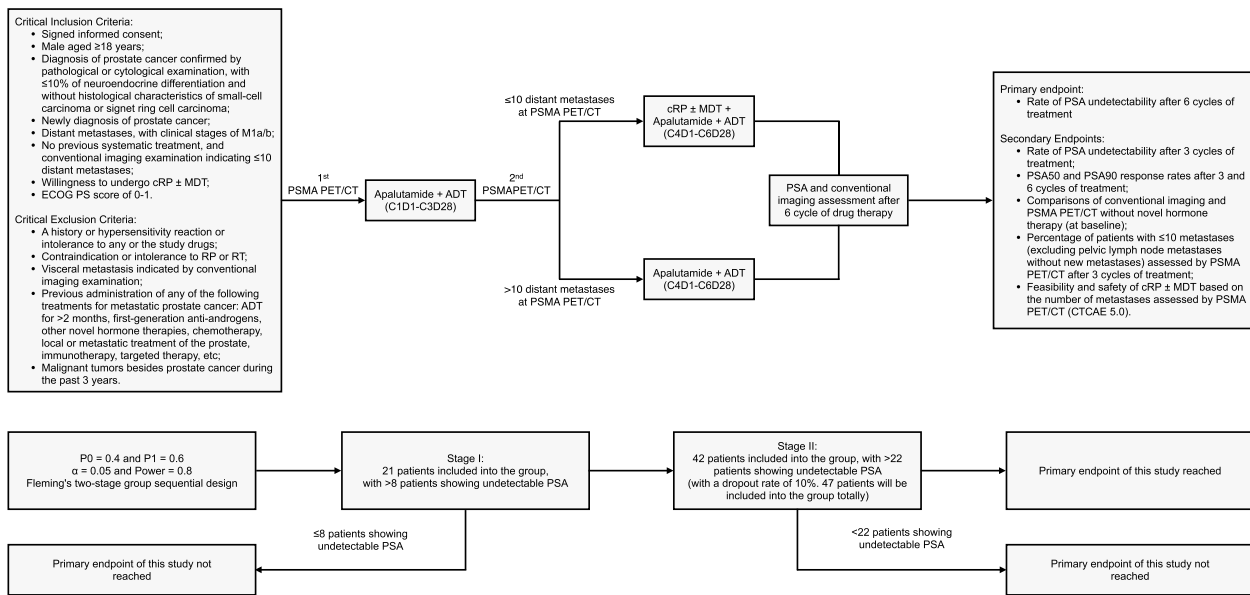 Critical Inclusion Criteria:
• Signed informed consent;
• Male aged ≥18 years;
• Diagnosis of prostate cancer confirmed by
pathological or cytological examination, with
≤10% of neuroendocrine differentiation and
without histological characteristics of small-cell
carcinoma or signet ring cell carcinoma;
• Newly diagnosis of prostate cancer;
• Distant metastases, with clinical stages of M1a/b;
• No previous systematic treatment, and
conventional imaging examination indicating ≤10
distant metastases;
• Willingness to undergo cRP ± MDT;
• ECOG PS score of 0-1.
Critical Exclusion Criteria:
• A history or hypersensitivity reaction or
intolerance to any or the study drugs;
• Contraindication or intolerance to RP or RT;
• Visceral metastasis indicated by conventional
imaging examination;
• Previous administration of any of the following
treatments for metastatic prostate cancer: ADT
for >2 months, first-generation anti-androgens,
other novel hormone therapies, chemotherapy,
local or metastatic treatment of the prostate,
immunotherapy, targeted therapy, etc;
• Malignant tumors besides prostate cancer during
the past 3 years.
1st
PSMA PET/CT
Apalutamide + ADT
(C1D1-C3D28)
2nd
PSMAPET/CT
≤10 distant metastases
at PSMA PET/CT
cRP ± MDT +
Apalutamide + ADT
(C4D1-C6D28)
>10 distant metastases
at PSMA PET/CT
Apalutamide + ADT
(C4D1-C6D28)
PSA and conventional
imaging assessment after
6 cycle of drug therapy
Primary endpoint:
• Rate of PSA undetectability after 6 cycles of
treatment
Secondary Endpoints:
• Rate of PSA undetectability after 3 cycles of
treatment;
• PSA50 and PSA90 response rates after 3 and
6 cycles of treatment;
• Comparisons of conventional imaging and
PSMA PET/CT without novel hormone
therapy (at baseline);
• Percentage of patients with ≤10 metastases
(excluding pelvic lymph node metastases
without new metastases) assessed by PSMA
PET/CT after 3 cycles of treatment;
• Feasibility and safety of cRP ± MDT based on
the number of metastases assessed by PSMA
PET/CT (CTCAE 5.0).
P0 = 0.4 and P1 = 0.6
α = 0.05 and Power = 0.8
Fleming's two-stage group sequential design
Stage I:
21 patients included into the group,
with >8 patients showing undetectable PSA
Stage II:
42 patients included into the group, with >22
patients showing undetectable PSA
(with a dropout rate of 10%. 47 patients will be
included into the group totally)
Primary endpoint of this study reached
≤8 patients showing
undetectable PSA
Primary endpoint of this study not
reached
<22 patients showing
undetectable PSA
Primary endpoint of this study not
reached